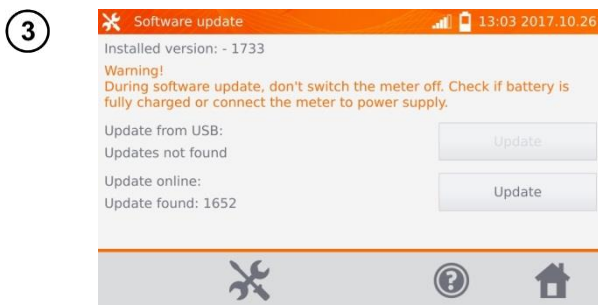 3
Software update 13:03 2017.10.26
Installed version: - 1733
Warning!
During software update, don't switch the meter off. Check if battery is
fully charged or connect the meter to power supply.
Update from USB:
Updates not found
Update
Update online:
Update found: 1652
Update
?